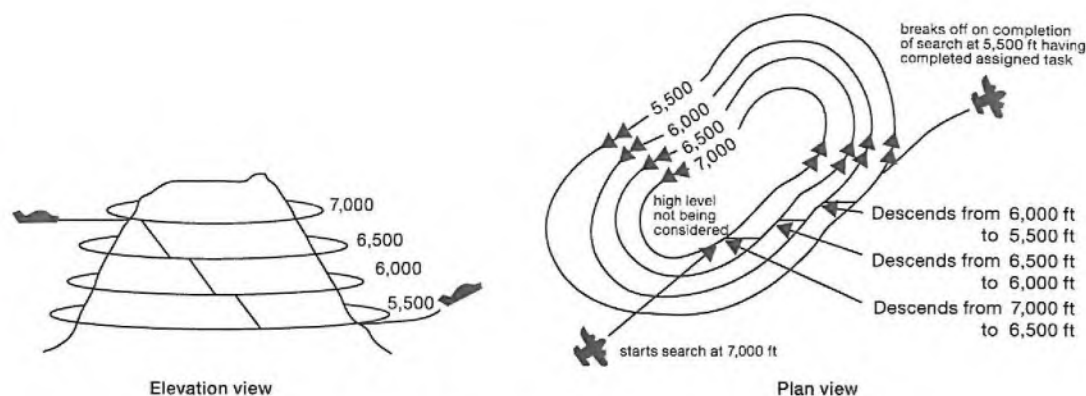 7,000
6,500
6,000
5,500
Elevation view
breaks off on completion
of search at 5,500 ft having
completed assigned task
5,500
6,000
6,500
7,000
high level
not being
considered
Descends from 6,000 ft
to 5,500 ft
Descends from 6,500 ft
to 6,000 ft
Descends from 7,000 ft
to 6,500 ft
starts search at 7,000 ft
Plan view